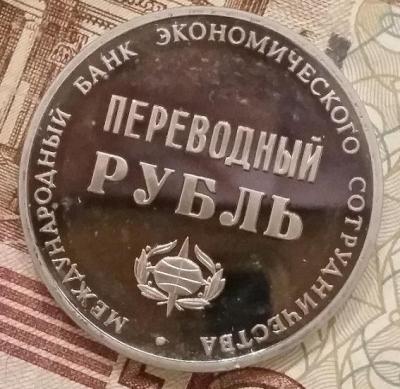 МЕЖДУНАРОДНЫЙ БАНК ЭКОНОМИЧЕСКОГО СОТРУДНИЧЕСТВА
ПЕРЕВОДНЫЙ
РУБЛЬ